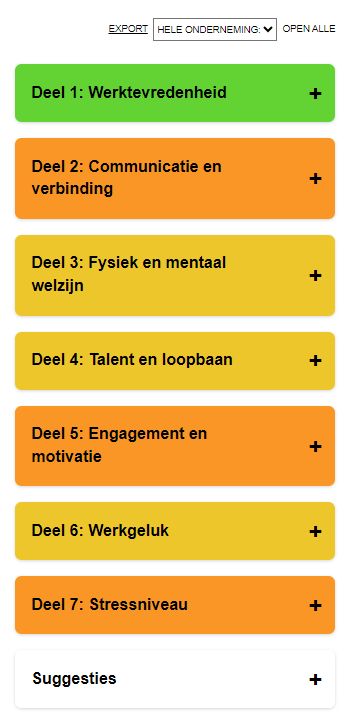 EXPORT HELE ONDERNEMING: OPEN ALLE
Deel 1: Werktevredenheid +
Deel 2: Communicatie en
verbinding +
Deel 3: Fysiek en mentaal
welzijn +
Deel 4: Talent en loopbaan +
Deel 5: Engagement en
motivatie +
Deel 6: Werkgeluk +
Deel 7: Stressniveau +
Suggesties +